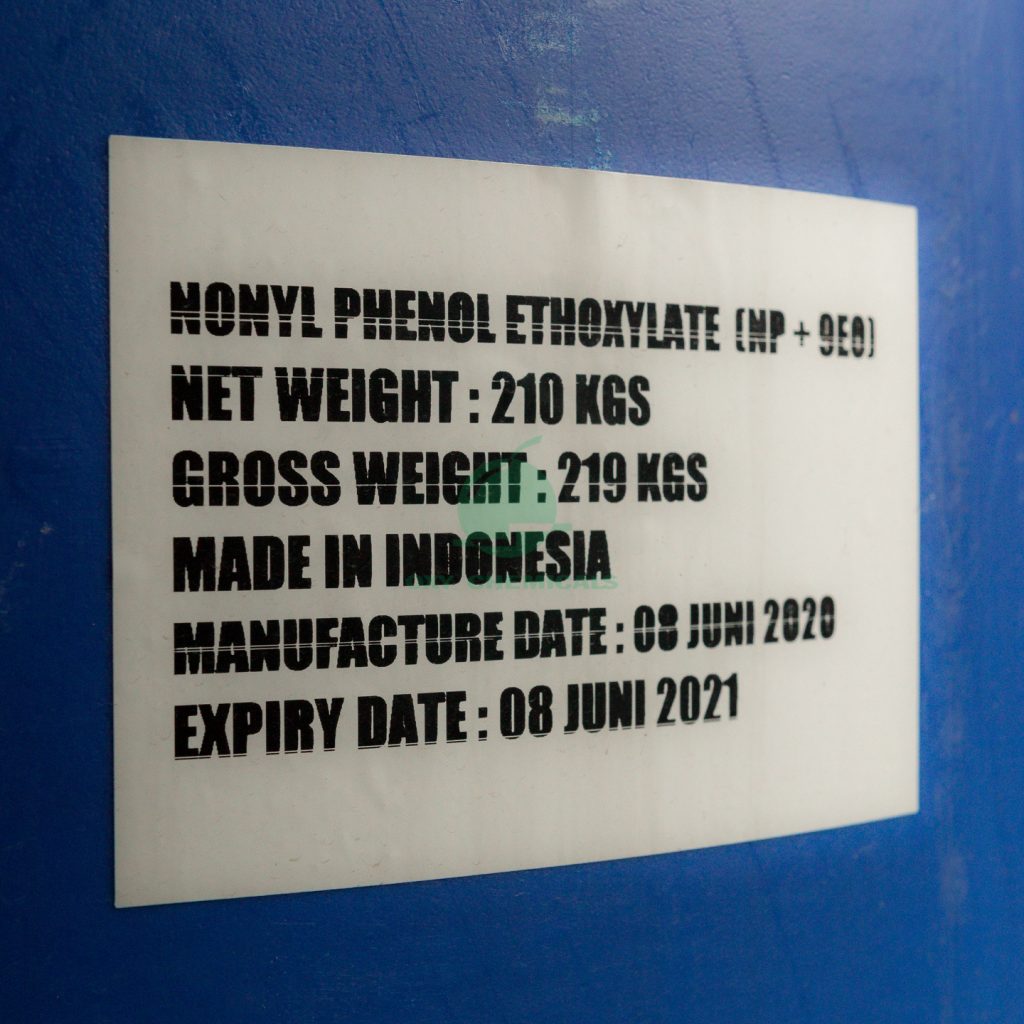 NONYL PHENOL ETHOXYLATE (NP + 9EO)
NET WEIGHT : 210 KGS
GROSS WEIGHT : 219 KGS
MADE IN INDONESIA
CHEMICALS
MANUFACTURE DATE : 08 JUNI 2020
EXPIRY DATE : 08 JUNI 2021